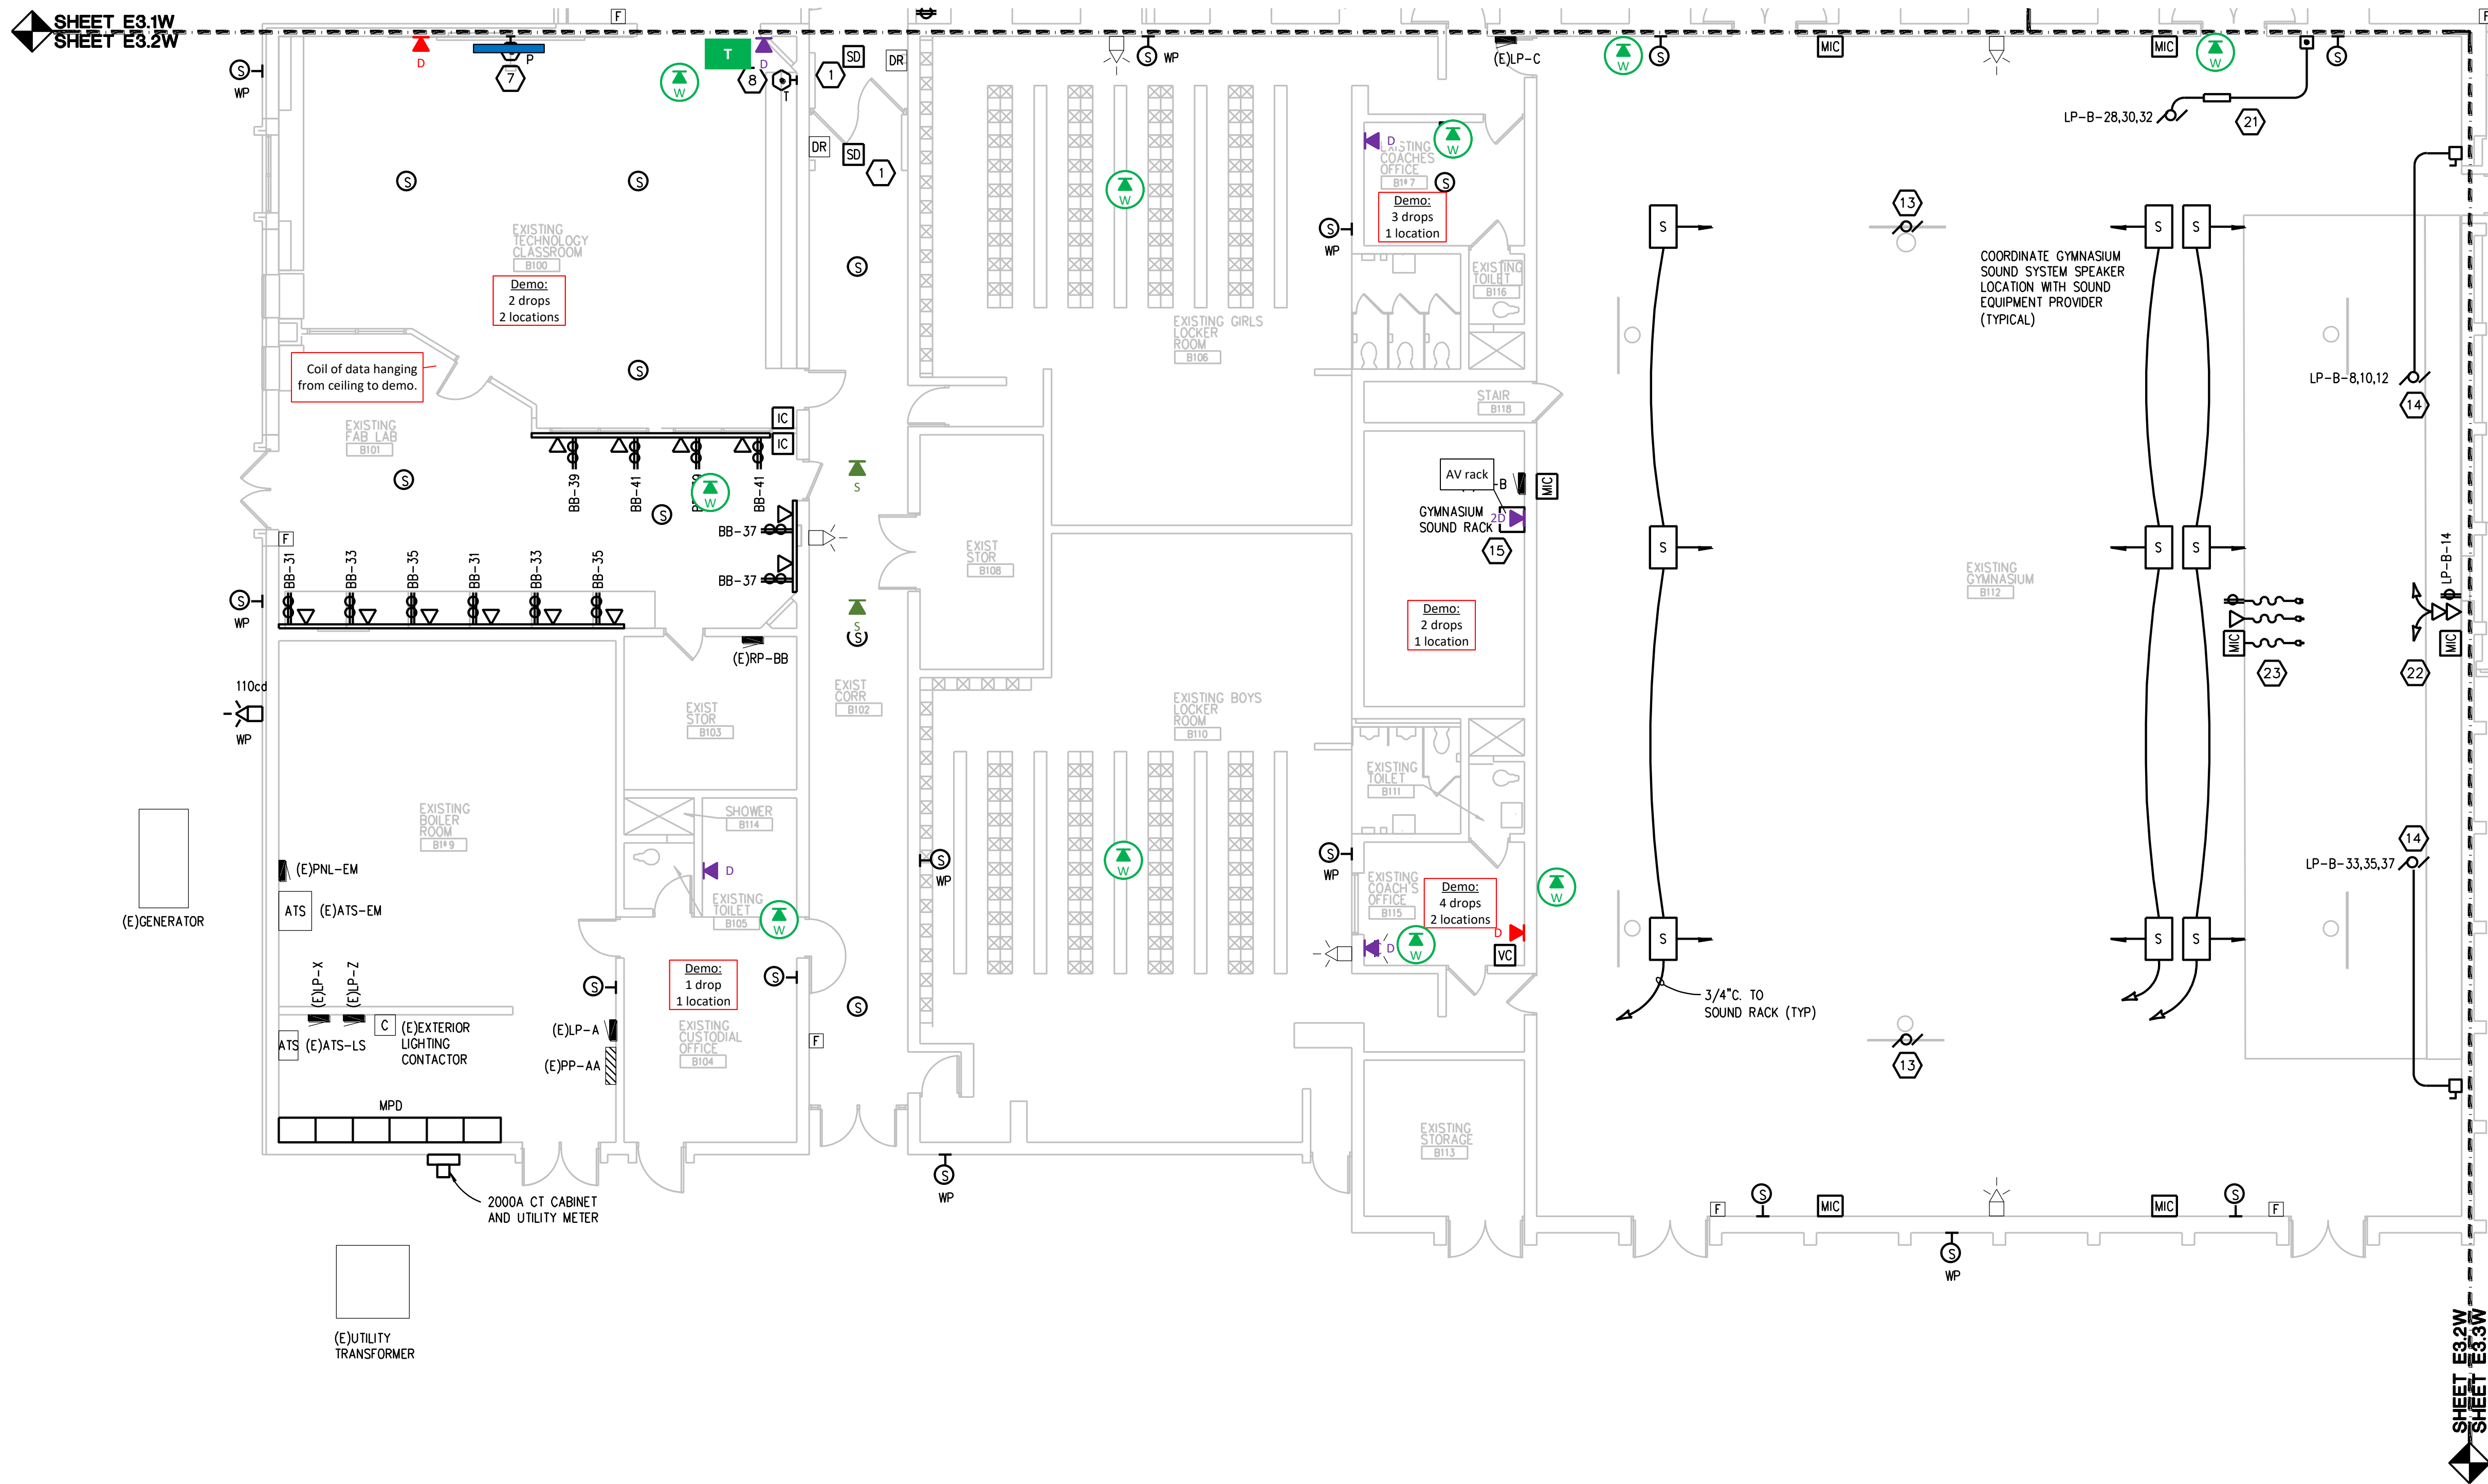 SHEET E3.1W
SHEET E3.2W
F
F
S
WP
D
P
7
T
D
8
T
W
1
SD
DR
DR
SD
1
S
WP
(E)LP-C
W
S
MIC
MIC
W
S
LP-B-28,30,32
21
S
S
EXISTING
TECHNOLOGY
CLASSROOM
B100
Demo:
2 drops
2 locations
S
S
W
D
W
EXISTING
COACHES
OFFICE
B1°7
S
Demo:
3 drops
1 location
S
WP
EXISTING
TOILET
B116
13
S
S
S
COORDINATE GYMNASIUM
SOUND SYSTEM SPEAKER
LOCATION WITH SOUND
EQUIPMENT PROVIDER
(TYPICAL)
Coil of data hanging
from ceiling to demo.
EXISTING GIRLS
LOCKER
ROOM
B106
STAIR
B118
LP-B-8,10,12
14
EXISTING
FAB LAB
B101
IC
IC
S
BB-39
BB-41
W
BB-41
S
S
AV rack
-B
MIC
GYMNASIUM
SOUND RACK
2D
15
F
BB-37
BB-37
BB-31
BB-33
BB-35
BB-31
BB-33
BB-35
S
WP
EXIST
STOR
B108
S
S
S
EXISTING
GYMNASIUM
B112
LP-B-14
MIC
23
MIC
22
S
S
(E)RP-BB
Demo:
2 drops
1 location
110cd
WP
EXIST
STOR
B103
EXIST
CORR
B102
EXISTING BOYS
LOCKER
ROOM
B110
EXISTING
TOILET
B111
EXISTING
BOILER
ROOM
B1°9
SHOWER
B114
(E)GENERATOR
(E)PNL-EM
ATS
(E)ATS-EM
D
EXISTING
TOILET
B105
W
S
WP
W
S
WP
EXISTING
COACH'S
OFFICE
B115
Demo:
4 drops
2 locations
D
W
D
VC
W
14
LP-B-33,35,37
S
S
S
(E)LP-X
(E)LP-Z
S
Demo:
1 drop
1 location
S
S
3/4"C. TO
SOUND RACK (TYP)
ATS
(E)ATS-LS
C
(E)EXTERIOR
LIGHTING
CONTACTOR
(E)LP-A
(E)PP-AA
EXISTING
CUSTODIAL
OFFICE
B104
F
13
MPD
EXISTING
STORAGE
B113
S
WP
F
S
MIC
MIC
S
F
S
WP
2000A CT CABINET
AND UTILITY METER
(E)UTILITY
TRANSFORMER
SHEET E3.2W
SHEET E3.3W